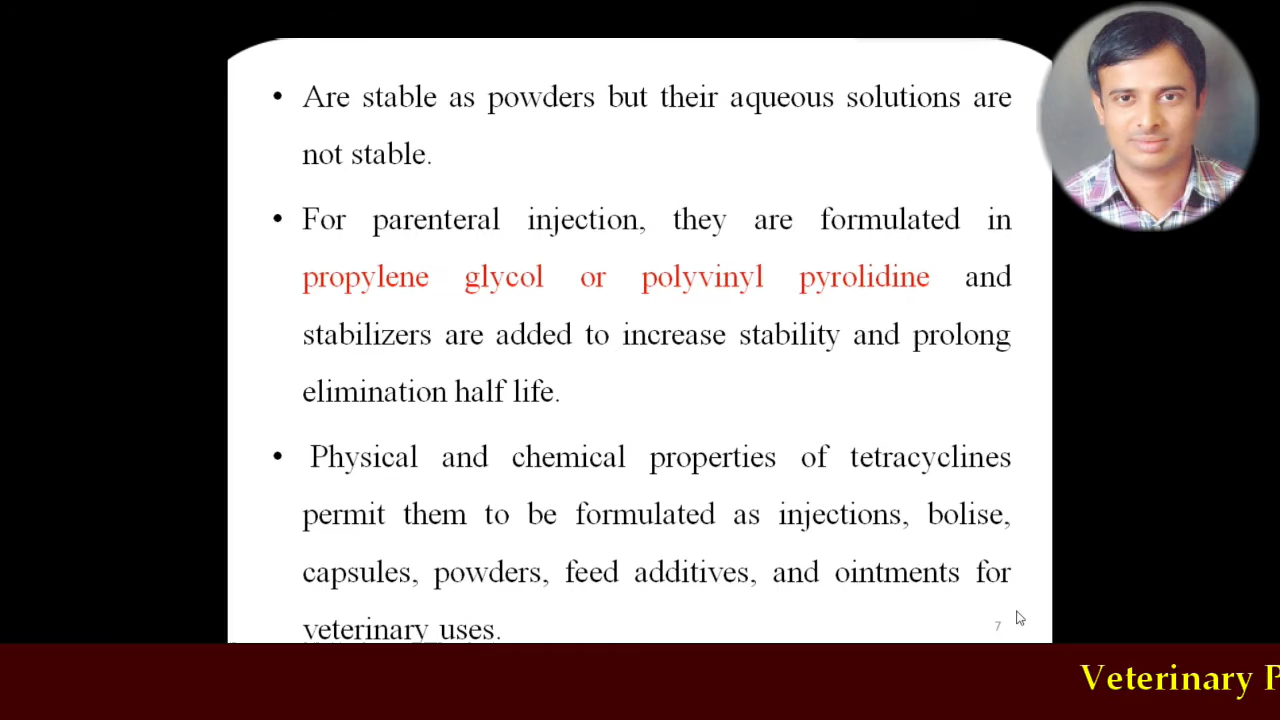 • Are stable as powders but their aqueous solutions are
not stable.
• For parenteral injection, they are formulated in
propylene glycol or polyvinyl pyrolidine and
stabilizers are added to increase stability and prolong
elimination half life.
• Physical and chemical properties of tetracyclines
permit them to be formulated as injections, bolise,
capsules, powders, feed additives, and ointments for
veterinary uses.
7
Veterinary P